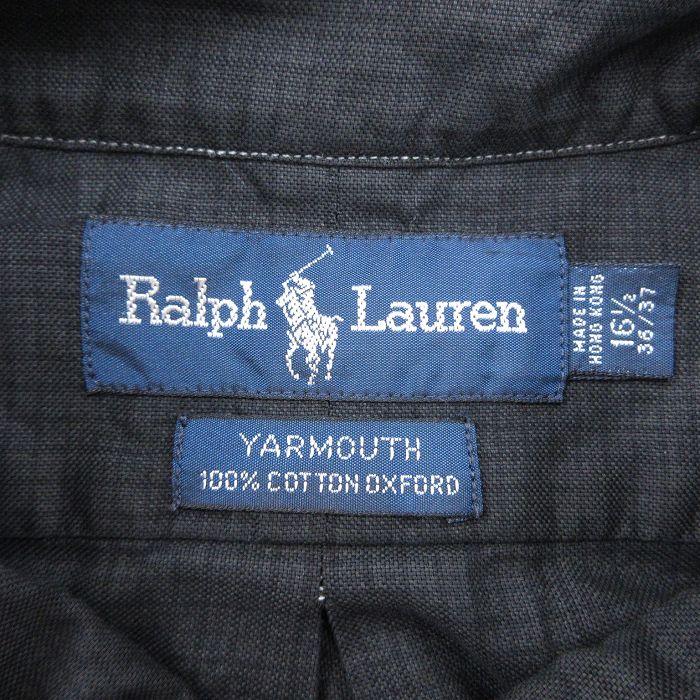 Ralph Lauren
MADE IN
HONG KONG
16½
36/37
YARMOUTH
100% COTTON OXFORD